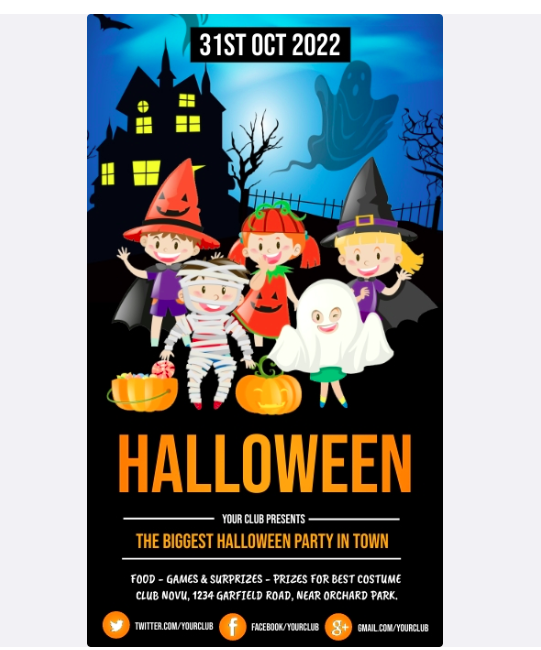 31ST OCT 2022
HALLOWEEN
YOUR CLUB PRESENTS
THE BIGGEST HALLOWEEN PARTY IN TOWN
FOOD - GAMES & SURPRIZES - PRIZES FOR BEST COSTUME
CLUB NOVU, 1234 GARFIELD ROAD, NEAR ORCHARD PARK.
TWITTER.COM/YOURCLUB f FACEBOOK/YOURCLUB g+ GMAIL.COM/YOURCLUB